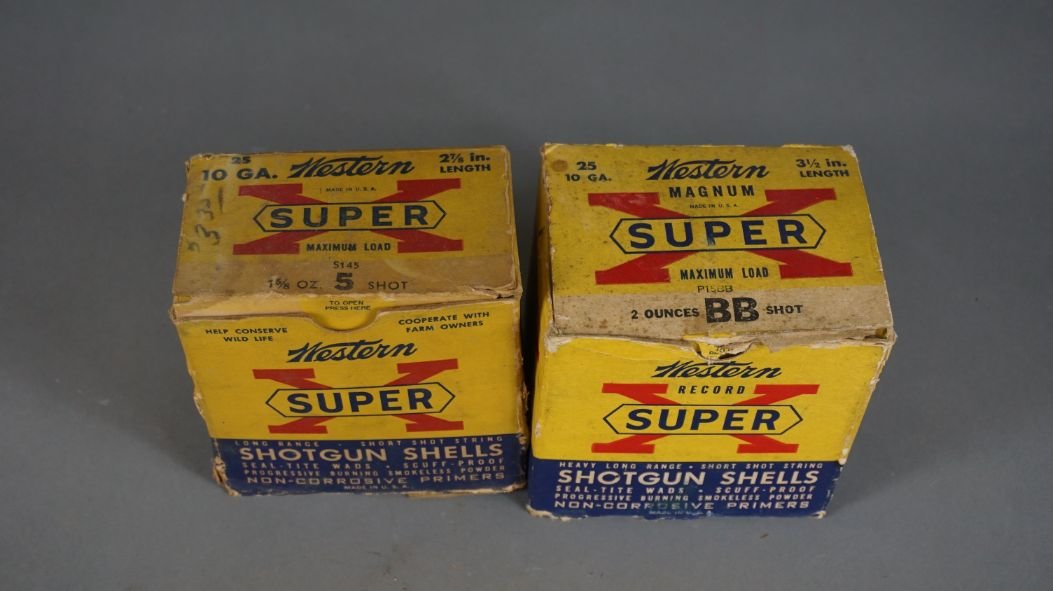 25
10 GA.
Western
2⅞ in.
LENGTH
MADE IN U.S.A.
SUPER X
MAXIMUM LOAD
S145
1⅝ OZ. 5 SHOT
TO OPEN
PRESS HERE
HELP CONSERVE
WILD LIFE
COOPERATE WITH
FARM OWNERS
Western
SUPER X
LONG RANGE · SHORT SHOT STRING
SHOTGUN SHELLS
SEAL-TITE WADS · SCUFF-PROOF
PROGRESSIVE BURNING SMOKELESS POWDER
NON-CORROSIVE PRIMERS
MADE IN U.S.A.
25
10 GA.
Western
MAGNUM
3½ in.
LENGTH
MADE IN U.S.A.
SUPER X
MAXIMUM LOAD
2 OUNCES BB SHOT
Western
RECORD
SUPER X
HEAVY LONG RANGE · SHORT SHOT STRING
SHOTGUN SHELLS
SEAL-TITE WADS · SCUFF-PROOF
PROGRESSIVE BURNING SMOKELESS POWDER
NON-CORROSIVE PRIMERS
MADE IN U.S.A.